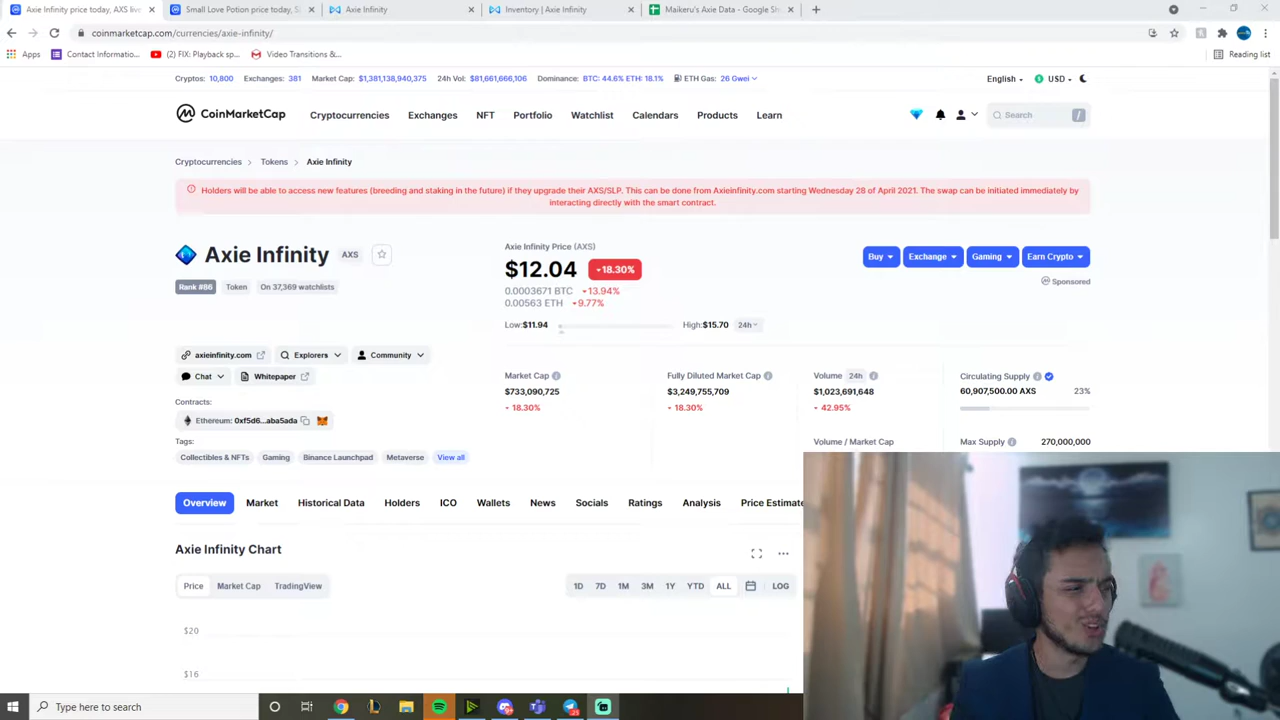 Axie Infinity price today, AXS live
Small Love Potion price today, S
Axie Infinity
Inventory | Axie Infinity
Maikeru's Axie Data - Google Sh
coinmarketcap.com/currencies/axie-infinity/
Apps
Contact Informatio...
(2) FIX: Playback sp...
Video Transitions &...
Reading list
Cryptos: 10,800 Exchanges: 381 Market Cap: $1,381,138,940,375 24h Vol: $81,661,666,106 Dominance: BTC: 44.6% ETH: 18.1% ETH Gas: 26 Gwei
English USD
CoinMarketCap
Cryptocurrencies Exchanges NFT Portfolio Watchlist Calendars Products Learn
Search /
Cryptocurrencies > Tokens > Axie Infinity
Holders will be able to access new features (breeding and staking in the future) if they upgrade their AXS/SLP. This can be done from Axieinfinity.com starting Wednesday 28 of April 2021. The swap can be initiated immediately by
interacting directly with the smart contract.
Axie Infinity AXS
Rank #86 Token On 37,369 watchlists
axieinfinity.com Explorers Community
Chat Whitepaper
Contracts:
Ethereum: 0xf5d6...aba5ada
Tags:
Collectibles & NFTs Gaming Binance Launchpad Metaverse View all
Axie Infinity Price (AXS)
$12.04 18.30%
0.0003671 BTC 13.94%
0.00563 ETH 9.77%
Low: $11.94 High: $15.70 24h
Buy Exchange Gaming Earn Crypto
Sponsored
Market Cap
$733,090,725
18.30%
Fully Diluted Market Cap
$3,249,755,709
18.30%
Volume 24h
$1,023,691,648
42.95%
Volume / Market Cap
Circulating Supply
60,907,500.00 AXS 23%
Max Supply 270,000,000
Overview Market Historical Data Holders ICO Wallets News Socials Ratings Analysis Price Estimate
Axie Infinity Chart
Price Market Cap TradingView
1D 7D 1M 3M 1Y YTD ALL LOG
$20
$16
Type here to search